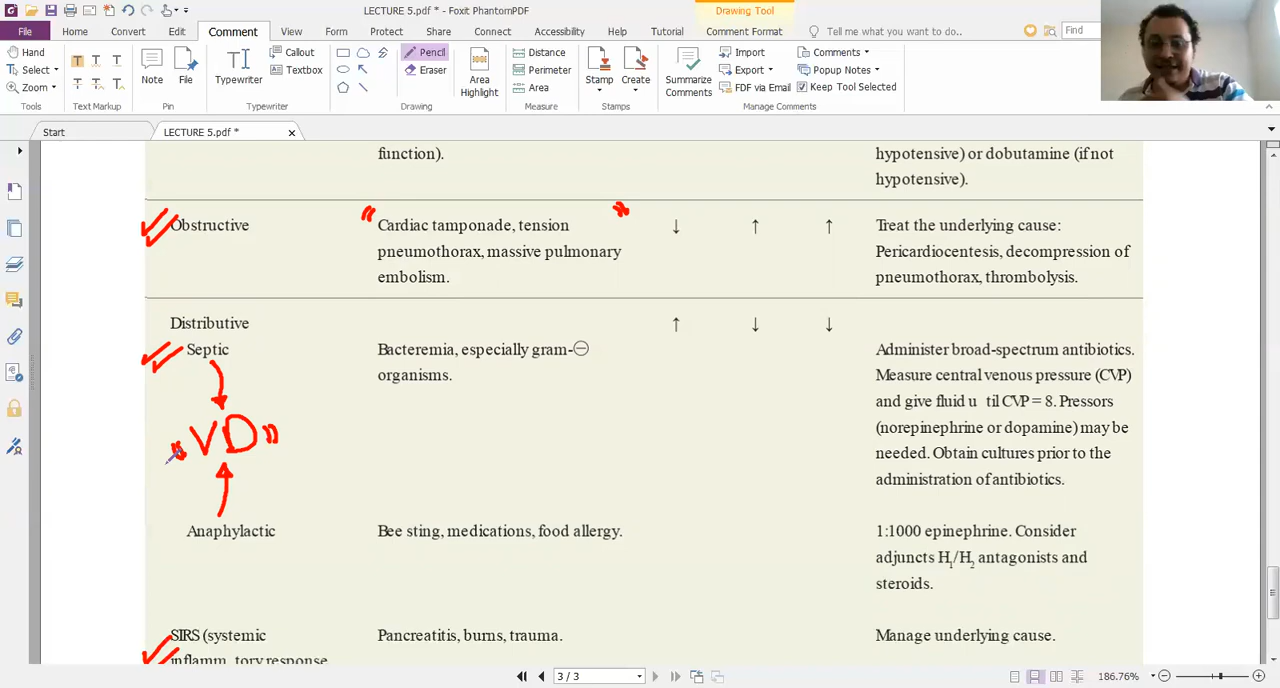 LECTURE 5.pdf * - Foxit PhantomPDF
Drawing Tool
File Home Convert Edit Comment View Form Protect Share Connect Accessibility Help Tutorial Comment Format Tell me what you want to do.. Find
Hand
Select
Zoom
Tools
T T T
T T T
Text Markup
Note
File
Pin
Typewriter
Callout
Textbox
Typewriter
Pencil
Eraser
Drawing
Area Highlight
Distance
Perimeter
Area
Measure
Stamp
Create
Stamps
Summarize Comments
Import
Export
FDF via Email
Comments
Popup Notes
Keep Tool Selected
Manage Comments
Start
LECTURE 5.pdf *
function).
hypotensive) or dobutamine (if not
hypotensive).
Obstructive
Cardiac tamponade, tension
pneumothorax, massive pulmonary
embolism.
↓ ↑ ↑
Treat the underlying cause:
Pericardiocentesis, decompression of
pneumothorax, thrombolysis.
Distributive
↑ ↓ ↓
Septic
Bacteremia, especially gram-⊖
organisms.
Administer broad-spectrum antibiotics.
Measure central venous pressure (CVP)
and give fluid u til CVP = 8. Pressors
(norepinephrine or dopamine) may be
needed. Obtain cultures prior to the
administration of antibiotics.
"VD"
Anaphylactic
Bee sting, medications, food allergy.
1:1000 epinephrine. Consider
adjuncts H1/H2 antagonists and
steroids.
SIRS (systemic
inflamm tory response
Pancreatitis, burns, trauma.
Manage underlying cause.
3 / 3
186.76%